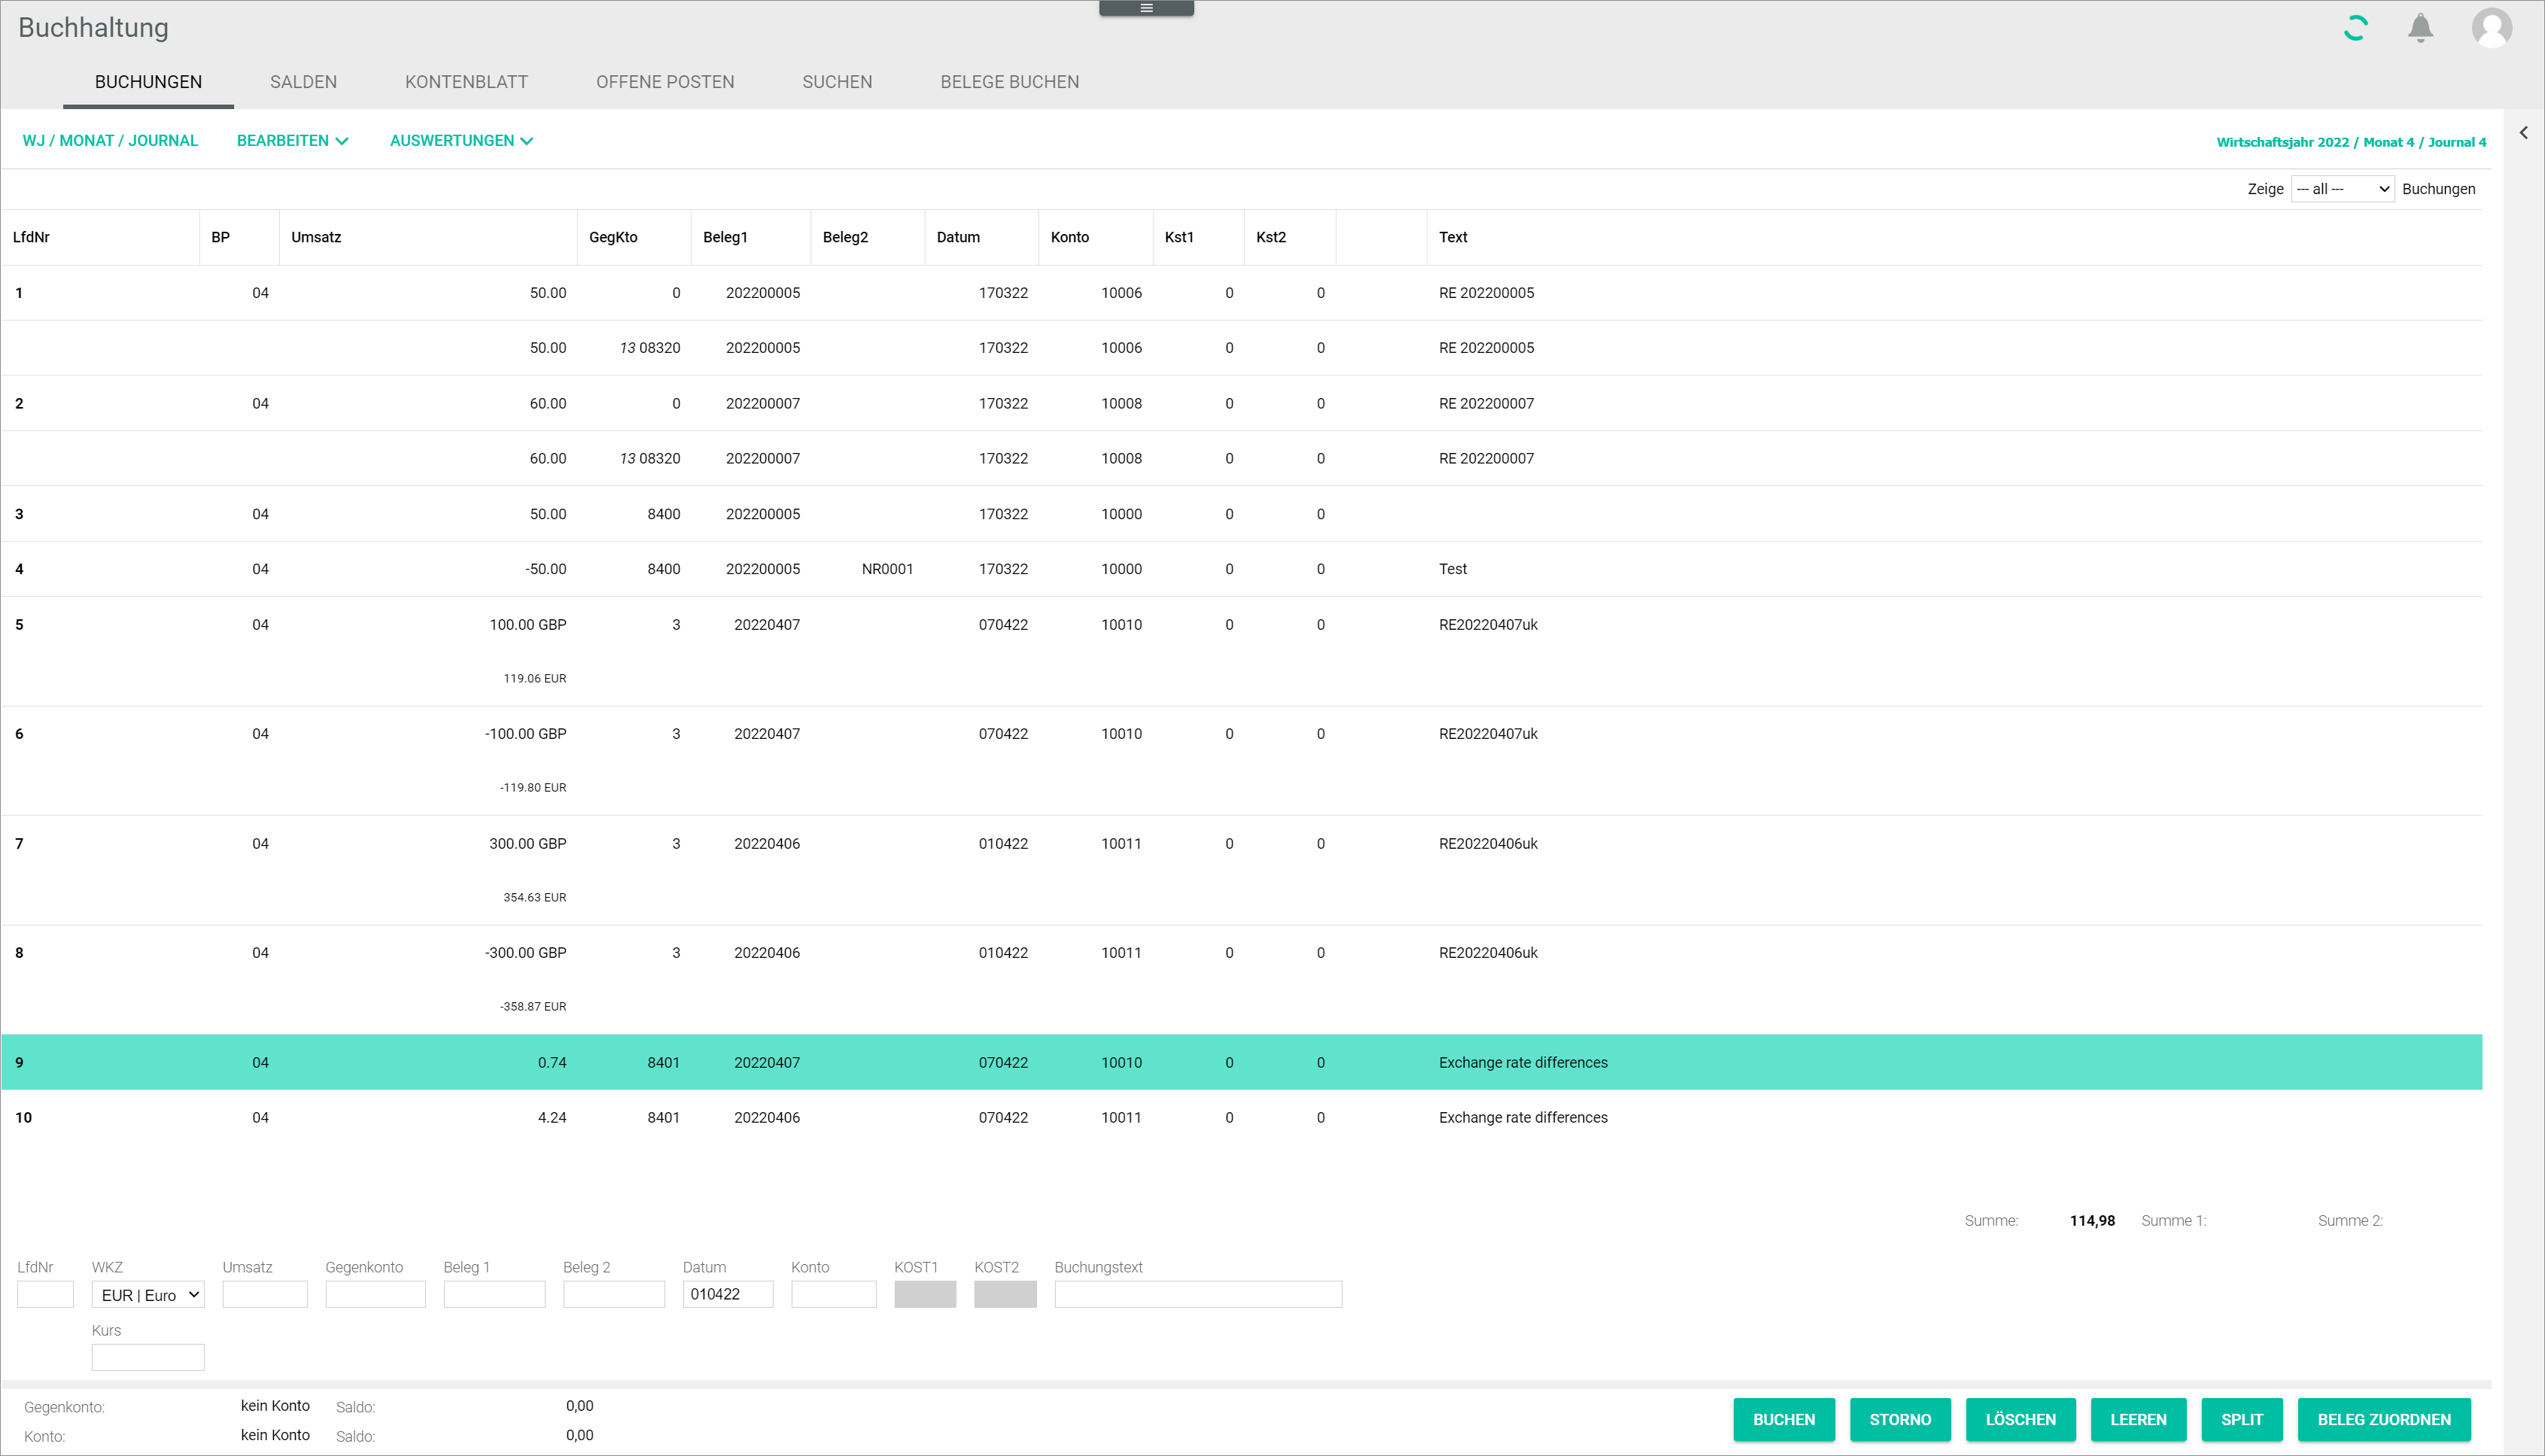 Buchhaltung
BUCHUNGEN SALDEN KONTENBLATT OFFENE POSTEN SUCHEN BELEGE BUCHEN
WJ / MONAT / JOURNAL BEARBEITEN AUSWERTUNGEN Wirtschaftsjahr 2022 / Monat 4 / Journal 4
Zeige --- all --- Buchungen
LfdNr BP Umsatz GegKto Beleg1 Beleg2 Datum Konto Kst1 Kst2 Text
1 04 50.00 0 202200005 170322 10006 0 0 RE 202200005
50.00 13 08320 202200005 170322 10006 0 0 RE 202200005
2 04 60.00 0 202200007 170322 10008 0 0 RE 202200007
60.00 13 08320 202200007 170322 10008 0 0 RE 202200007
3 04 50.00 8400 202200005 170322 10000 0 0
4 04 -50.00 8400 202200005 NR0001 170322 10000 0 0 Test
5 04 100.00 GBP 3 20220407 070422 10010 0 0 RE20220407uk
119.06 EUR
6 04 -100.00 GBP 3 20220407 070422 10010 0 0 RE20220407uk
-119.80 EUR
7 04 300.00 GBP 3 20220406 010422 10011 0 0 RE20220406uk
354.63 EUR
8 04 -300.00 GBP 3 20220406 010422 10011 0 0 RE20220406uk
-358.87 EUR
9 04 0.74 8401 20220407 070422 10010 0 0 Exchange rate differences
10 04 4.24 8401 20220406 070422 10011 0 0 Exchange rate differences
Summe: 114,98 Summe 1: Summe 2:
LfdNr WKZ Umsatz Gegenkonto Beleg 1 Beleg 2 Datum Konto KOST1 KOST2 Buchungstext
EUR | Euro 010422
Kurs
Gegenkonto: kein Konto Saldo: 0,00
Konto: kein Konto Saldo: 0,00
BUCHEN STORNO LÖSCHEN LEEREN SPLIT BELEG ZUORDNEN